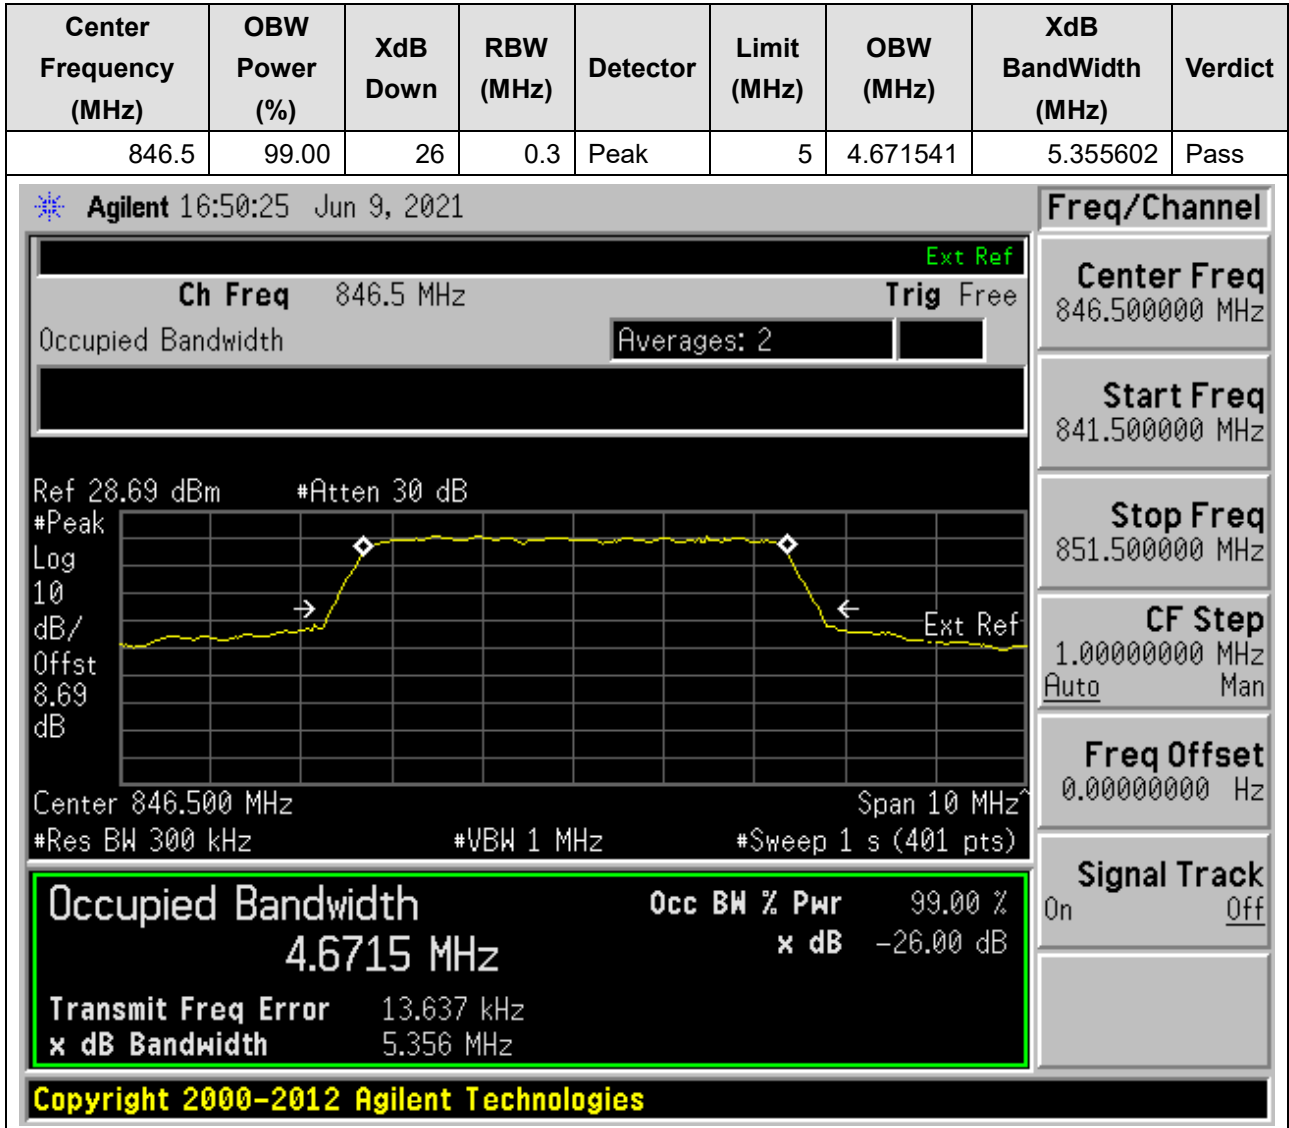 Center Frequency (MHz) OBW Power (%) XdB Down RBW (MHz) Detector Limit (MHz) OBW (MHz) XdB BandWidth (MHz) Verdict
846.5 99.00 26 0.3 Peak 5 4.671541 5.355602 Pass
Agilent 16:50:25 Jun 9, 2021
Ext Ref
Ch Freq 846.5 MHz Trig Free
Occupied Bandwidth Averages: 2
Ref 28.69 dBm #Atten 30 dB
#Peak
Log
10
dB/
Offst
8.69
dB
Ext Ref
Center 846.500 MHz Span 10 MHz^
#Res BW 300 kHz #VBW 1 MHz #Sweep 1 s (401 pts)
Occupied Bandwidth
4.6715 MHz
Occ BW % Pwr 99.00 %
x dB -26.00 dB
Transmit Freq Error 13.637 kHz
x dB Bandwidth 5.356 MHz
Copyright 2000-2012 Agilent Technologies
Freq/Channel
Center Freq
846.500000 MHz
Start Freq
841.500000 MHz
Stop Freq
851.500000 MHz
CF Step
1.00000000 MHz
Auto Man
Freq Offset
0.00000000 Hz
Signal Track
On Off